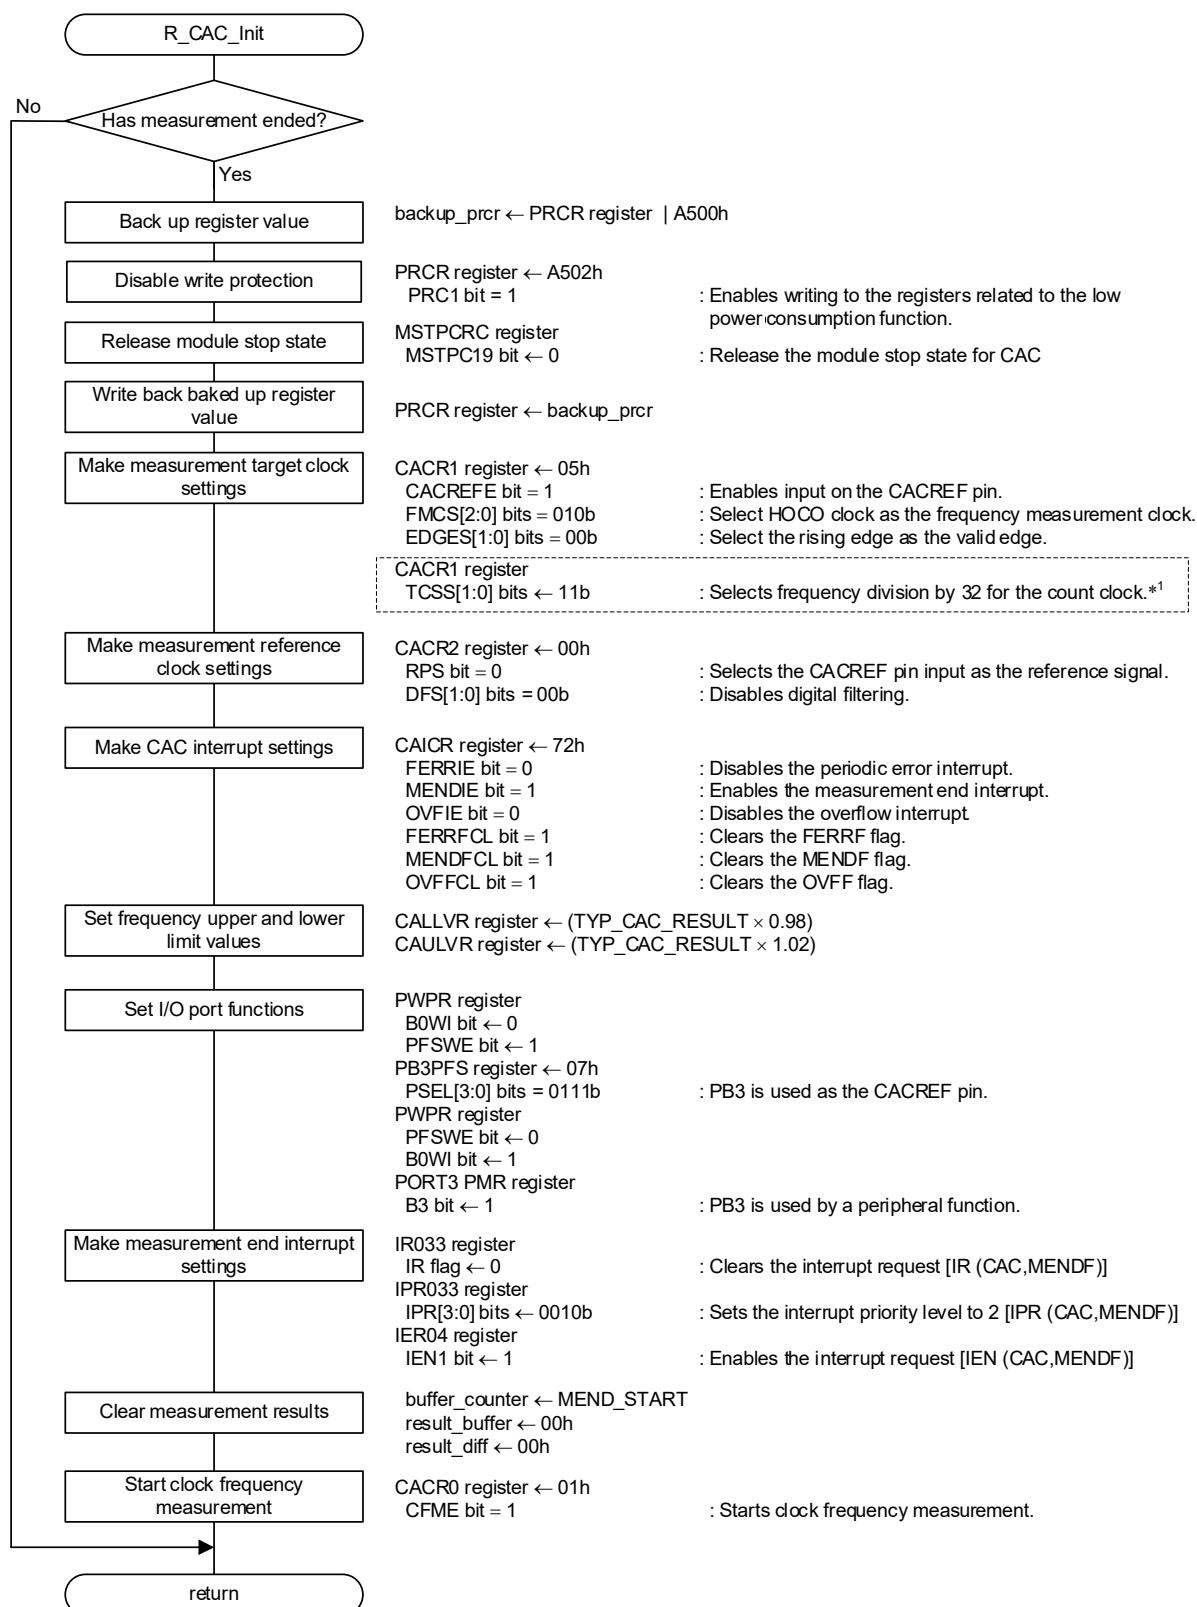 R_CAC_Init
No
Has measurement ended?
Yes
Back up register value
backup_prcr ← PRCR register | A500h
Disable write protection
PRCR register ← A502h
PRC1 bit = 1 : Enables writing to the registers related to the low
power consumption function.
Release module stop state
MSTPCRC register
MSTPC19 bit ← 0 : Release the module stop state for CAC
Write back baked up register
value
PRCR register ← backup_prcr
Make measurement target clock
settings
CACR1 register ← 05h
CACREFE bit = 1 : Enables input on the CACREF pin.
FMCS[2:0] bits = 010b : Select HOCO clock as the frequency measurement clock.
EDGES[1:0] bits = 00b : Select the rising edge as the valid edge.
CACR1 register
TCSS[1:0] bits ← 11b : Selects frequency division by 32 for the count clock.*1
Make measurement reference
clock settings
CACR2 register ← 00h
RPS bit = 0 : Selects the CACREF pin input as the reference signal.
DFS[1:0] bits = 00b : Disables digital filtering.
Make CAC interrupt settings
CAICR register ← 72h
FERRIE bit = 0 : Disables the periodic error interrupt.
MENDIE bit = 1 : Enables the measurement end interrupt.
OVFIE bit = 0 : Disables the overflow interrupt.
FERRFCL bit = 1 : Clears the FERRF flag.
MENDFCL bit = 1 : Clears the MENDF flag.
OVFFCL bit = 1 : Clears the OVFF flag.
Set frequency upper and lower
limit values
CALLVR register ← (TYP_CAC_RESULT × 0.98)
CAULVR register ← (TYP_CAC_RESULT × 1.02)
Set I/O port functions
PWPR register
B0WI bit ← 0
PFSWE bit ← 1
PB3PFS register ← 07h
PSEL[3:0] bits = 0111b : PB3 is used as the CACREF pin.
PWPR register
PFSWE bit ← 0
B0WI bit ← 1
PORT3 PMR register
B3 bit ← 1 : PB3 is used by a peripheral function.
Make measurement end interrupt
settings
IR033 register
IR flag ← 0 : Clears the interrupt request [IR (CAC,MENDF)]
IPR033 register
IPR[3:0] bits ← 0010b : Sets the interrupt priority level to 2 [IPR (CAC,MENDF)]
IER04 register
IEN1 bit ← 1 : Enables the interrupt request [IEN (CAC,MENDF)]
Clear measurement results
buffer_counter ← MEND_START
result_buffer ← 00h
result_diff ← 00h
Start clock frequency
measurement
CACR0 register ← 01h
CFME bit = 1 : Starts clock frequency measurement.
return